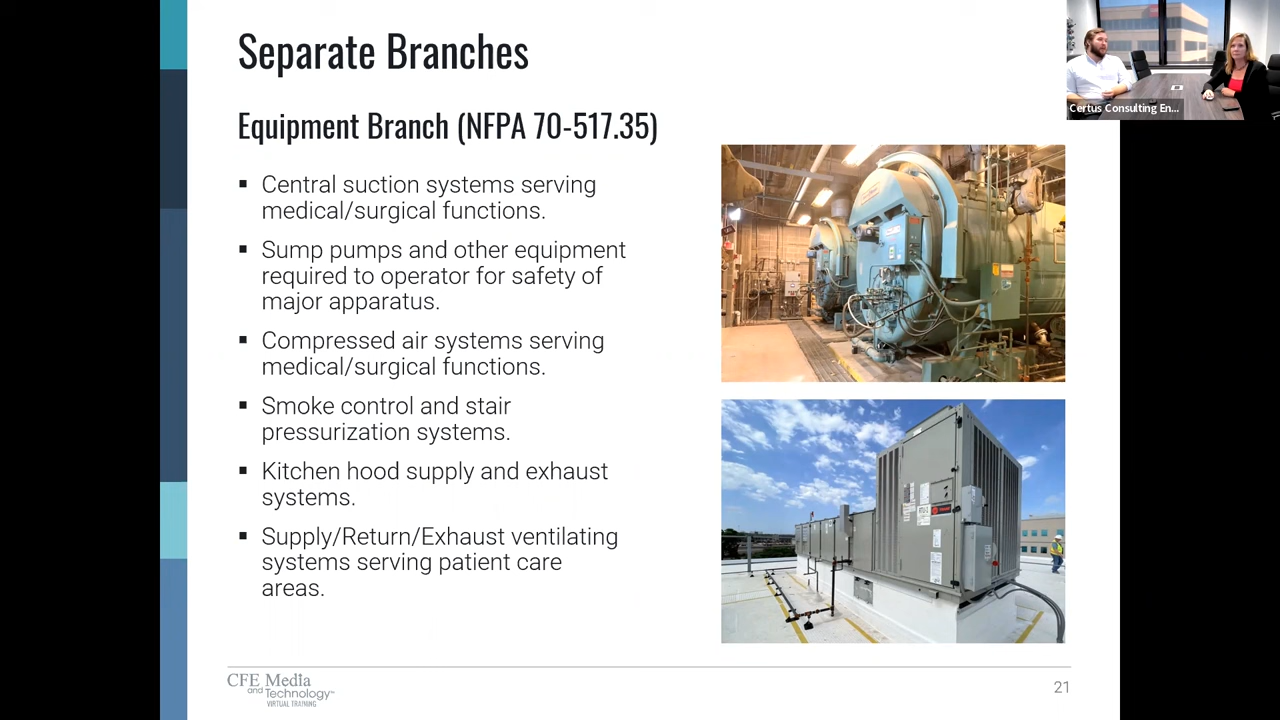 Separate Branches
Equipment Branch (NFPA 70-517.35)
Central suction systems serving
medical/surgical functions.
Sump pumps and other equipment
required to operator for safety of
major apparatus.
Compressed air systems serving
medical/surgical functions.
Smoke control and stair
pressurization systems.
Kitchen hood supply and exhaust
systems.
Supply/Return/Exhaust ventilating
systems serving patient care
areas.
Certus Consulting En...
CFE Media
and Technology™
VIRTUAL TRAINING
21